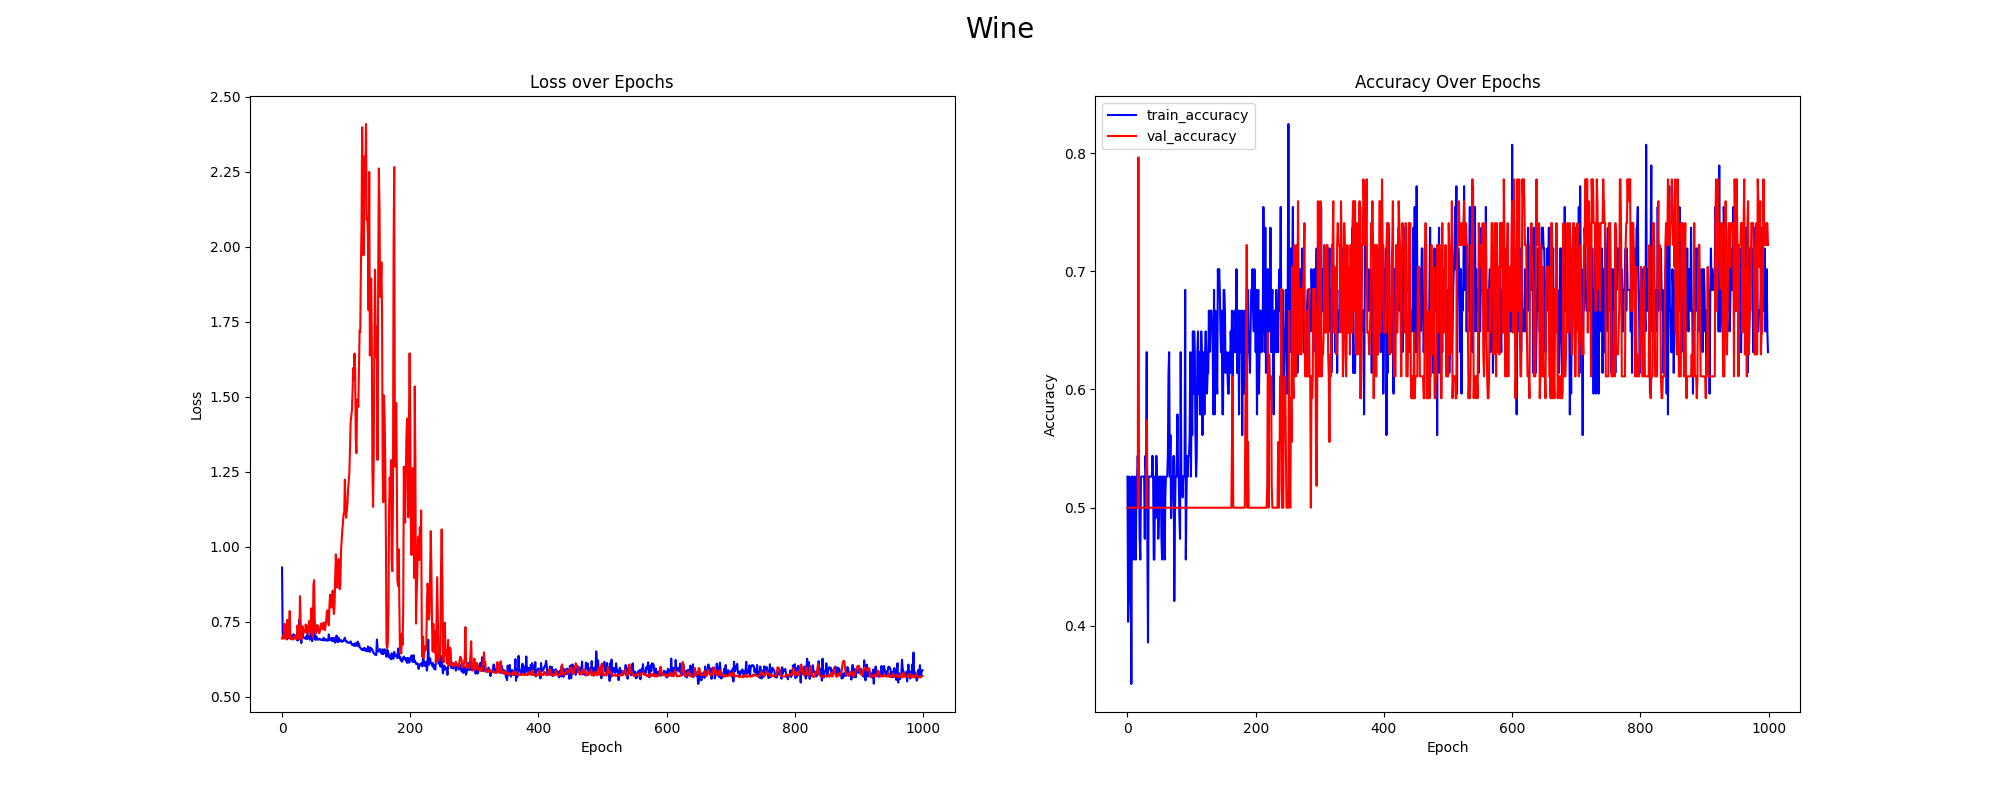 Wine
Loss over Epochs
2.50
2.25
2.00
1.75
1.50
1.25
1.00
0.75
0.50
Loss
0 200 400 600 800 1000
Epoch
Accuracy Over Epochs
train_accuracy
val_accuracy
0.8
0.7
0.6
0.5
0.4
Accuracy
0 200 400 600 800 1000
Epoch